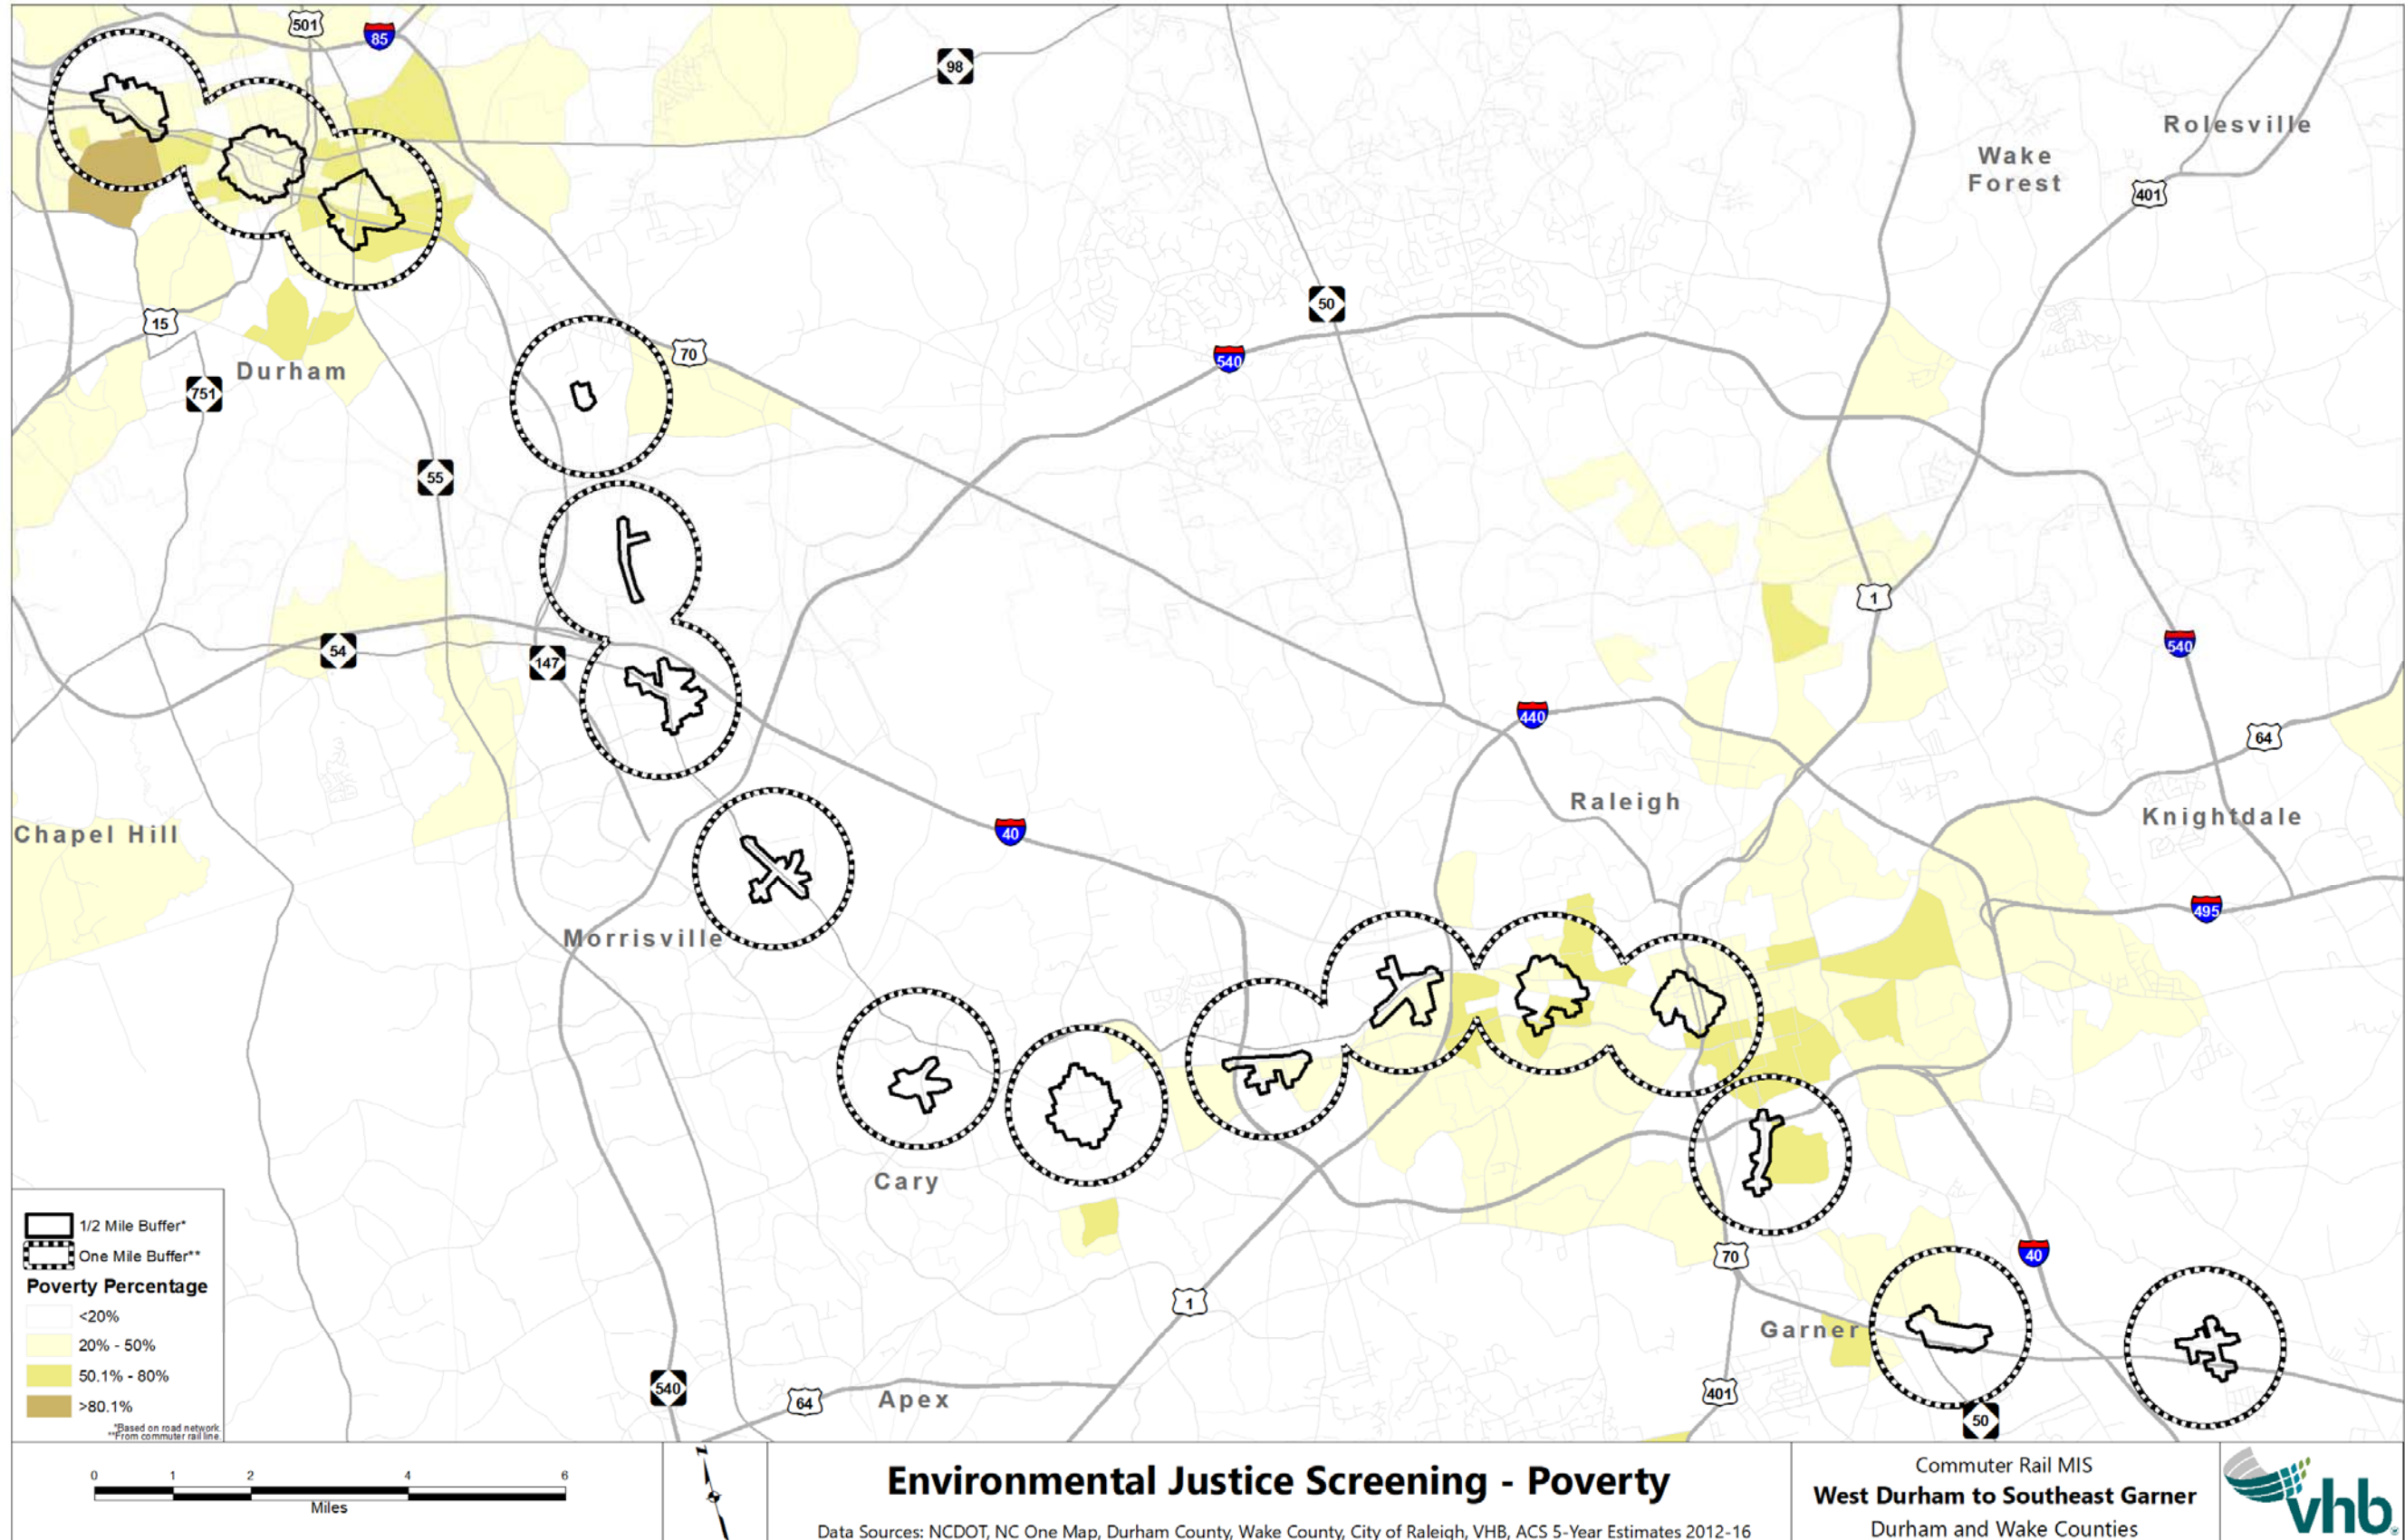 501
85
98
Rolesville
Wake
Forest
401
50
15
70
540
Durham
751
55
1
54
147
540
440
64
Raleigh
Knightdale
Chapel Hill
40
495
Morrisville
Cary
1
70
40
Garner
540
64
Apex
401
50
1/2 Mile Buffer*
One Mile Buffer**
Poverty Percentage
<20%
20% - 50%
50.1% - 80%
>80.1%
*Based on road network.
**From commuter rail line.
0 1 2 4 6
Miles
Z
Environmental Justice Screening - Poverty
Data Sources: NCDOT, NC One Map, Durham County, Wake County, City of Raleigh, VHB, ACS 5-Year Estimates 2012-16
Commuter Rail MIS
West Durham to Southeast Garner
Durham and Wake Counties
vhb